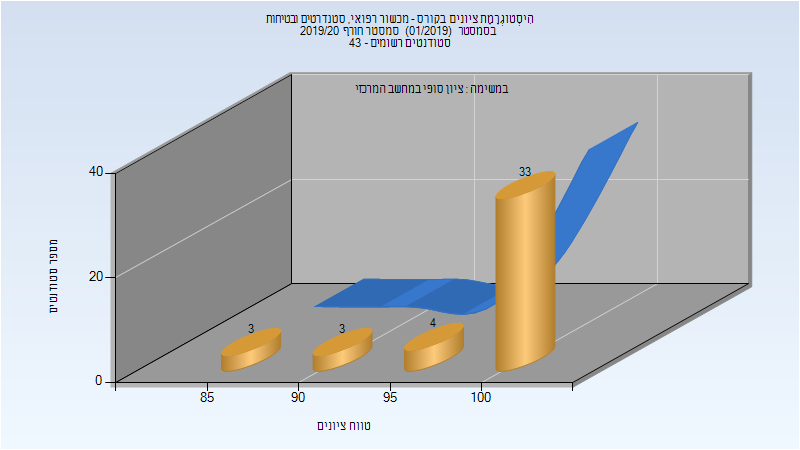 היסטוגרמת ציונים בקורס - מכשור רפואי, סטנדרטים ובטיחות
בסמסטר (01/2019) סמסטר חורף 2019/20
סטודנטים רשומים - 43
במשימה : ציון סופי במחשב המרכזי
מספר סטודנטים
40
20
0
3
3
4
33
85
90
95
100
טווח ציונים